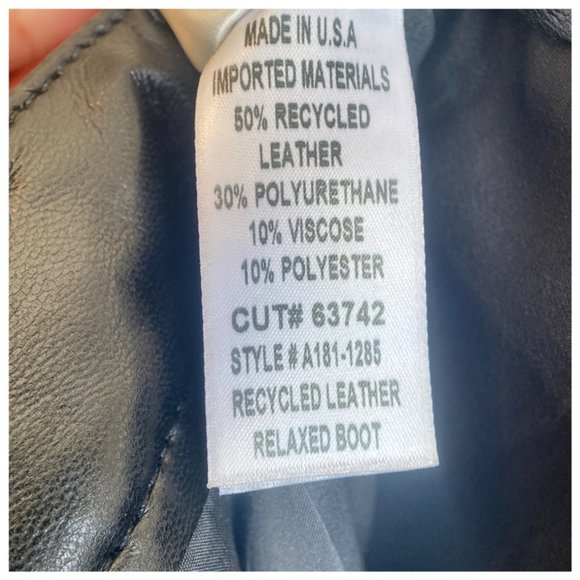 MADE IN U.S.A
IMPORTED MATERIALS
50% RECYCLED
LEATHER
30% POLYURETHANE
10% VISCOSE
10% POLYESTER
CUT# 63742
STYLE # A181-1285
RECYCLED LEATHER
RELAXED BOOT